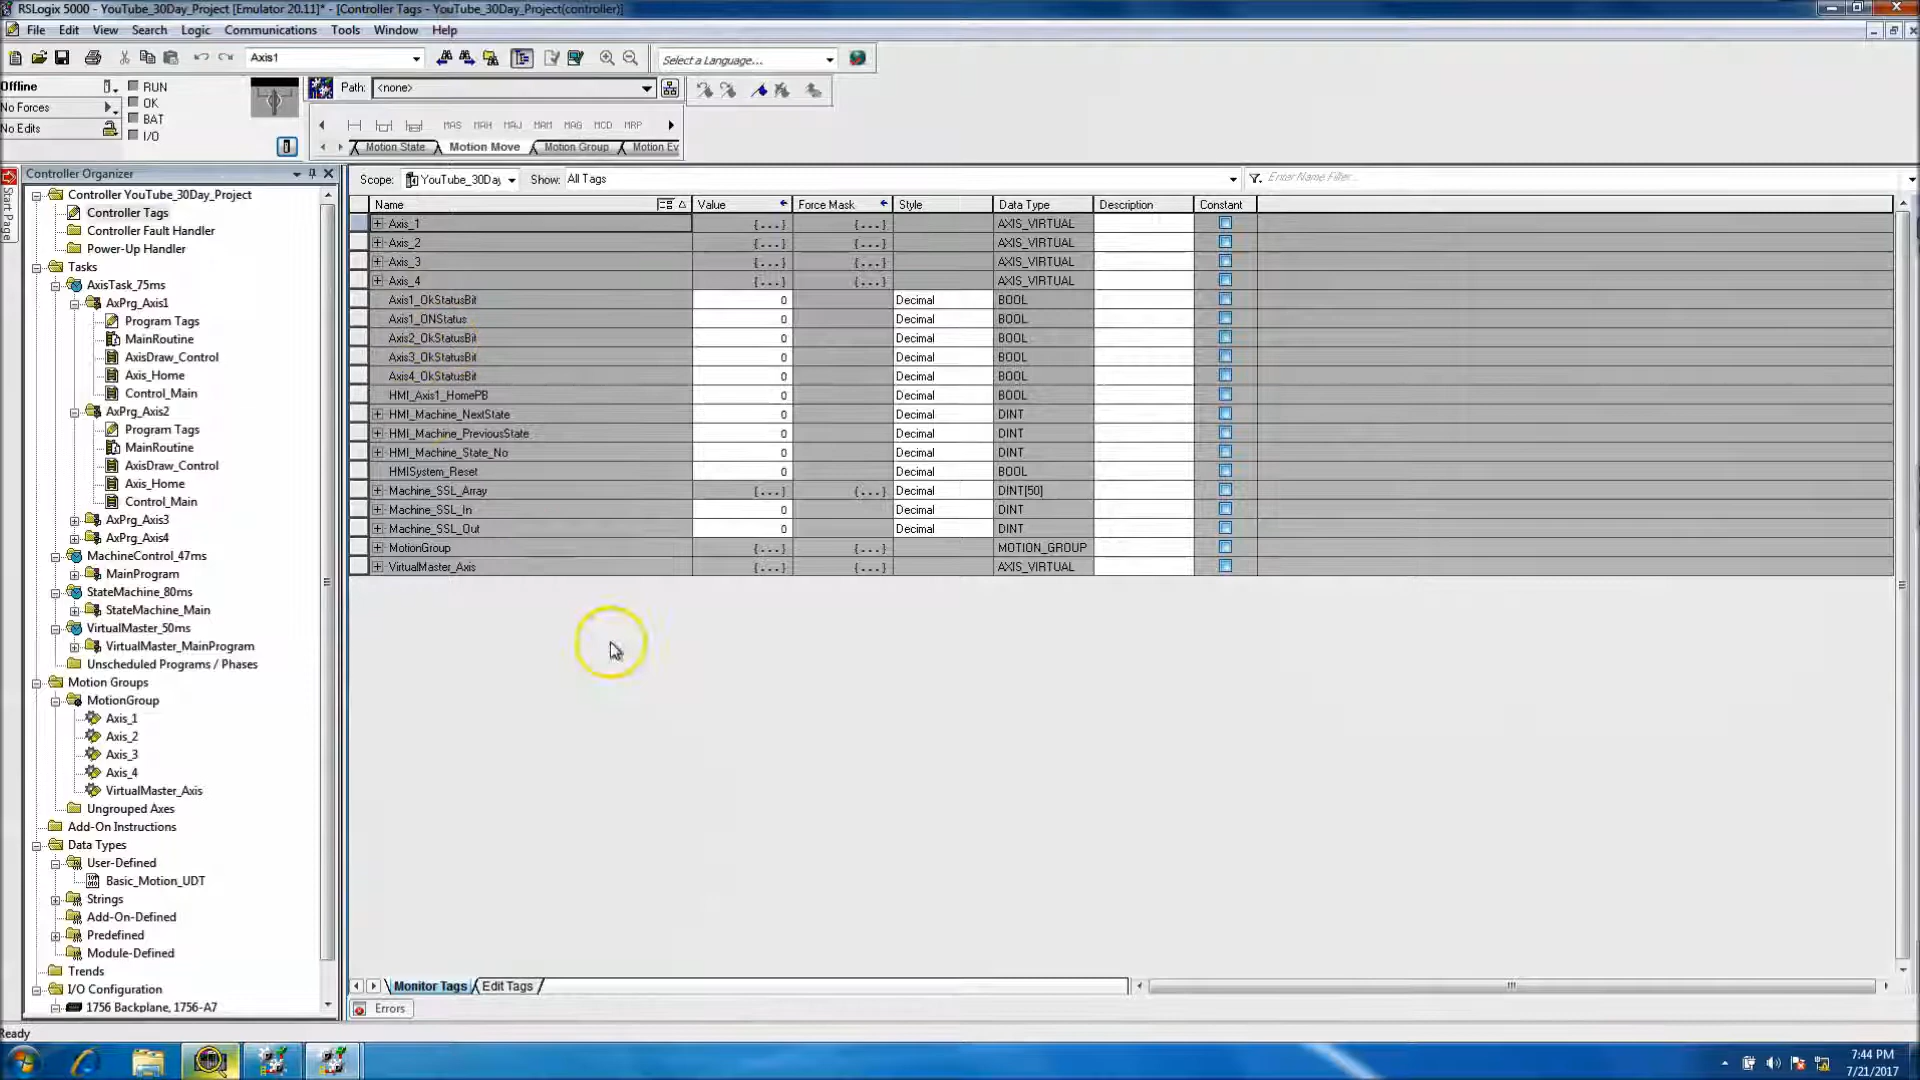 RSLogix 5000 - YouTube_30Day_Project [Emulator 20.11]* - [Controller Tags - YouTube_30Day_Project(controller)]
File Edit View Search Logic Communications Tools Window Help
Axis1
Select a Language...
Offline
RUN
Path: <none>
No Forces
OK
No Edits
BAT
I/O
MAS MAH MAJ MAM MAG MCD MRP
Motion State Motion Move Motion Group Motion Ev
Start Page
Controller Organizer
Controller YouTube_30Day_Project
Controller Tags
Controller Fault Handler
Power-Up Handler
Tasks
AxisTask_75ms
AxPrg_Axis1
Program Tags
MainRoutine
AxisDraw_Control
Axis_Home
Control_Main
AxPrg_Axis2
Program Tags
MainRoutine
AxisDraw_Control
Axis_Home
Control_Main
AxPrg_Axis3
AxPrg_Axis4
MachineControl_47ms
MainProgram
StateMachine_80ms
StateMachine_Main
VirtualMaster_50ms
VirtualMaster_MainProgram
Unscheduled Programs / Phases
Motion Groups
MotionGroup
Axis_1
Axis_2
Axis_3
Axis_4
VirtualMaster_Axis
Ungrouped Axes
Add-On Instructions
Data Types
User-Defined
Basic_Motion_UDT
Strings
Add-On-Defined
Predefined
Module-Defined
Trends
I/O Configuration
1756 Backplane, 1756-A7
Scope: YouTube_30Day Show: All Tags Enter Name Filter...
Name Value Force Mask Style Data Type Description Constant
Axis_1 {...} {...} AXIS_VIRTUAL
Axis_2 {...} {...} AXIS_VIRTUAL
Axis_3 {...} {...} AXIS_VIRTUAL
Axis_4 {...} {...} AXIS_VIRTUAL
Axis1_OkStatusBit 0 Decimal BOOL
Axis1_ONStatus 0 Decimal BOOL
Axis2_OkStatusBit 0 Decimal BOOL
Axis3_OkStatusBit 0 Decimal BOOL
Axis4_OkStatusBit 0 Decimal BOOL
HMI_Axis1_HomePB 0 Decimal BOOL
HMI_Machine_NextState 0 Decimal DINT
HMI_Machine_PreviousState 0 Decimal DINT
HMI_Machine_State_No 0 Decimal DINT
HMISystem_Reset 0 Decimal BOOL
Machine_SSL_Array {...} {...} Decimal DINT[50]
Machine_SSL_In 0 Decimal DINT
Machine_SSL_Out 0 Decimal DINT
MotionGroup {...} {...} MOTION_GROUP
VirtualMaster_Axis {...} {...} AXIS_VIRTUAL
Monitor Tags Edit Tags
Errors
Ready
7:44 PM
7/21/2017